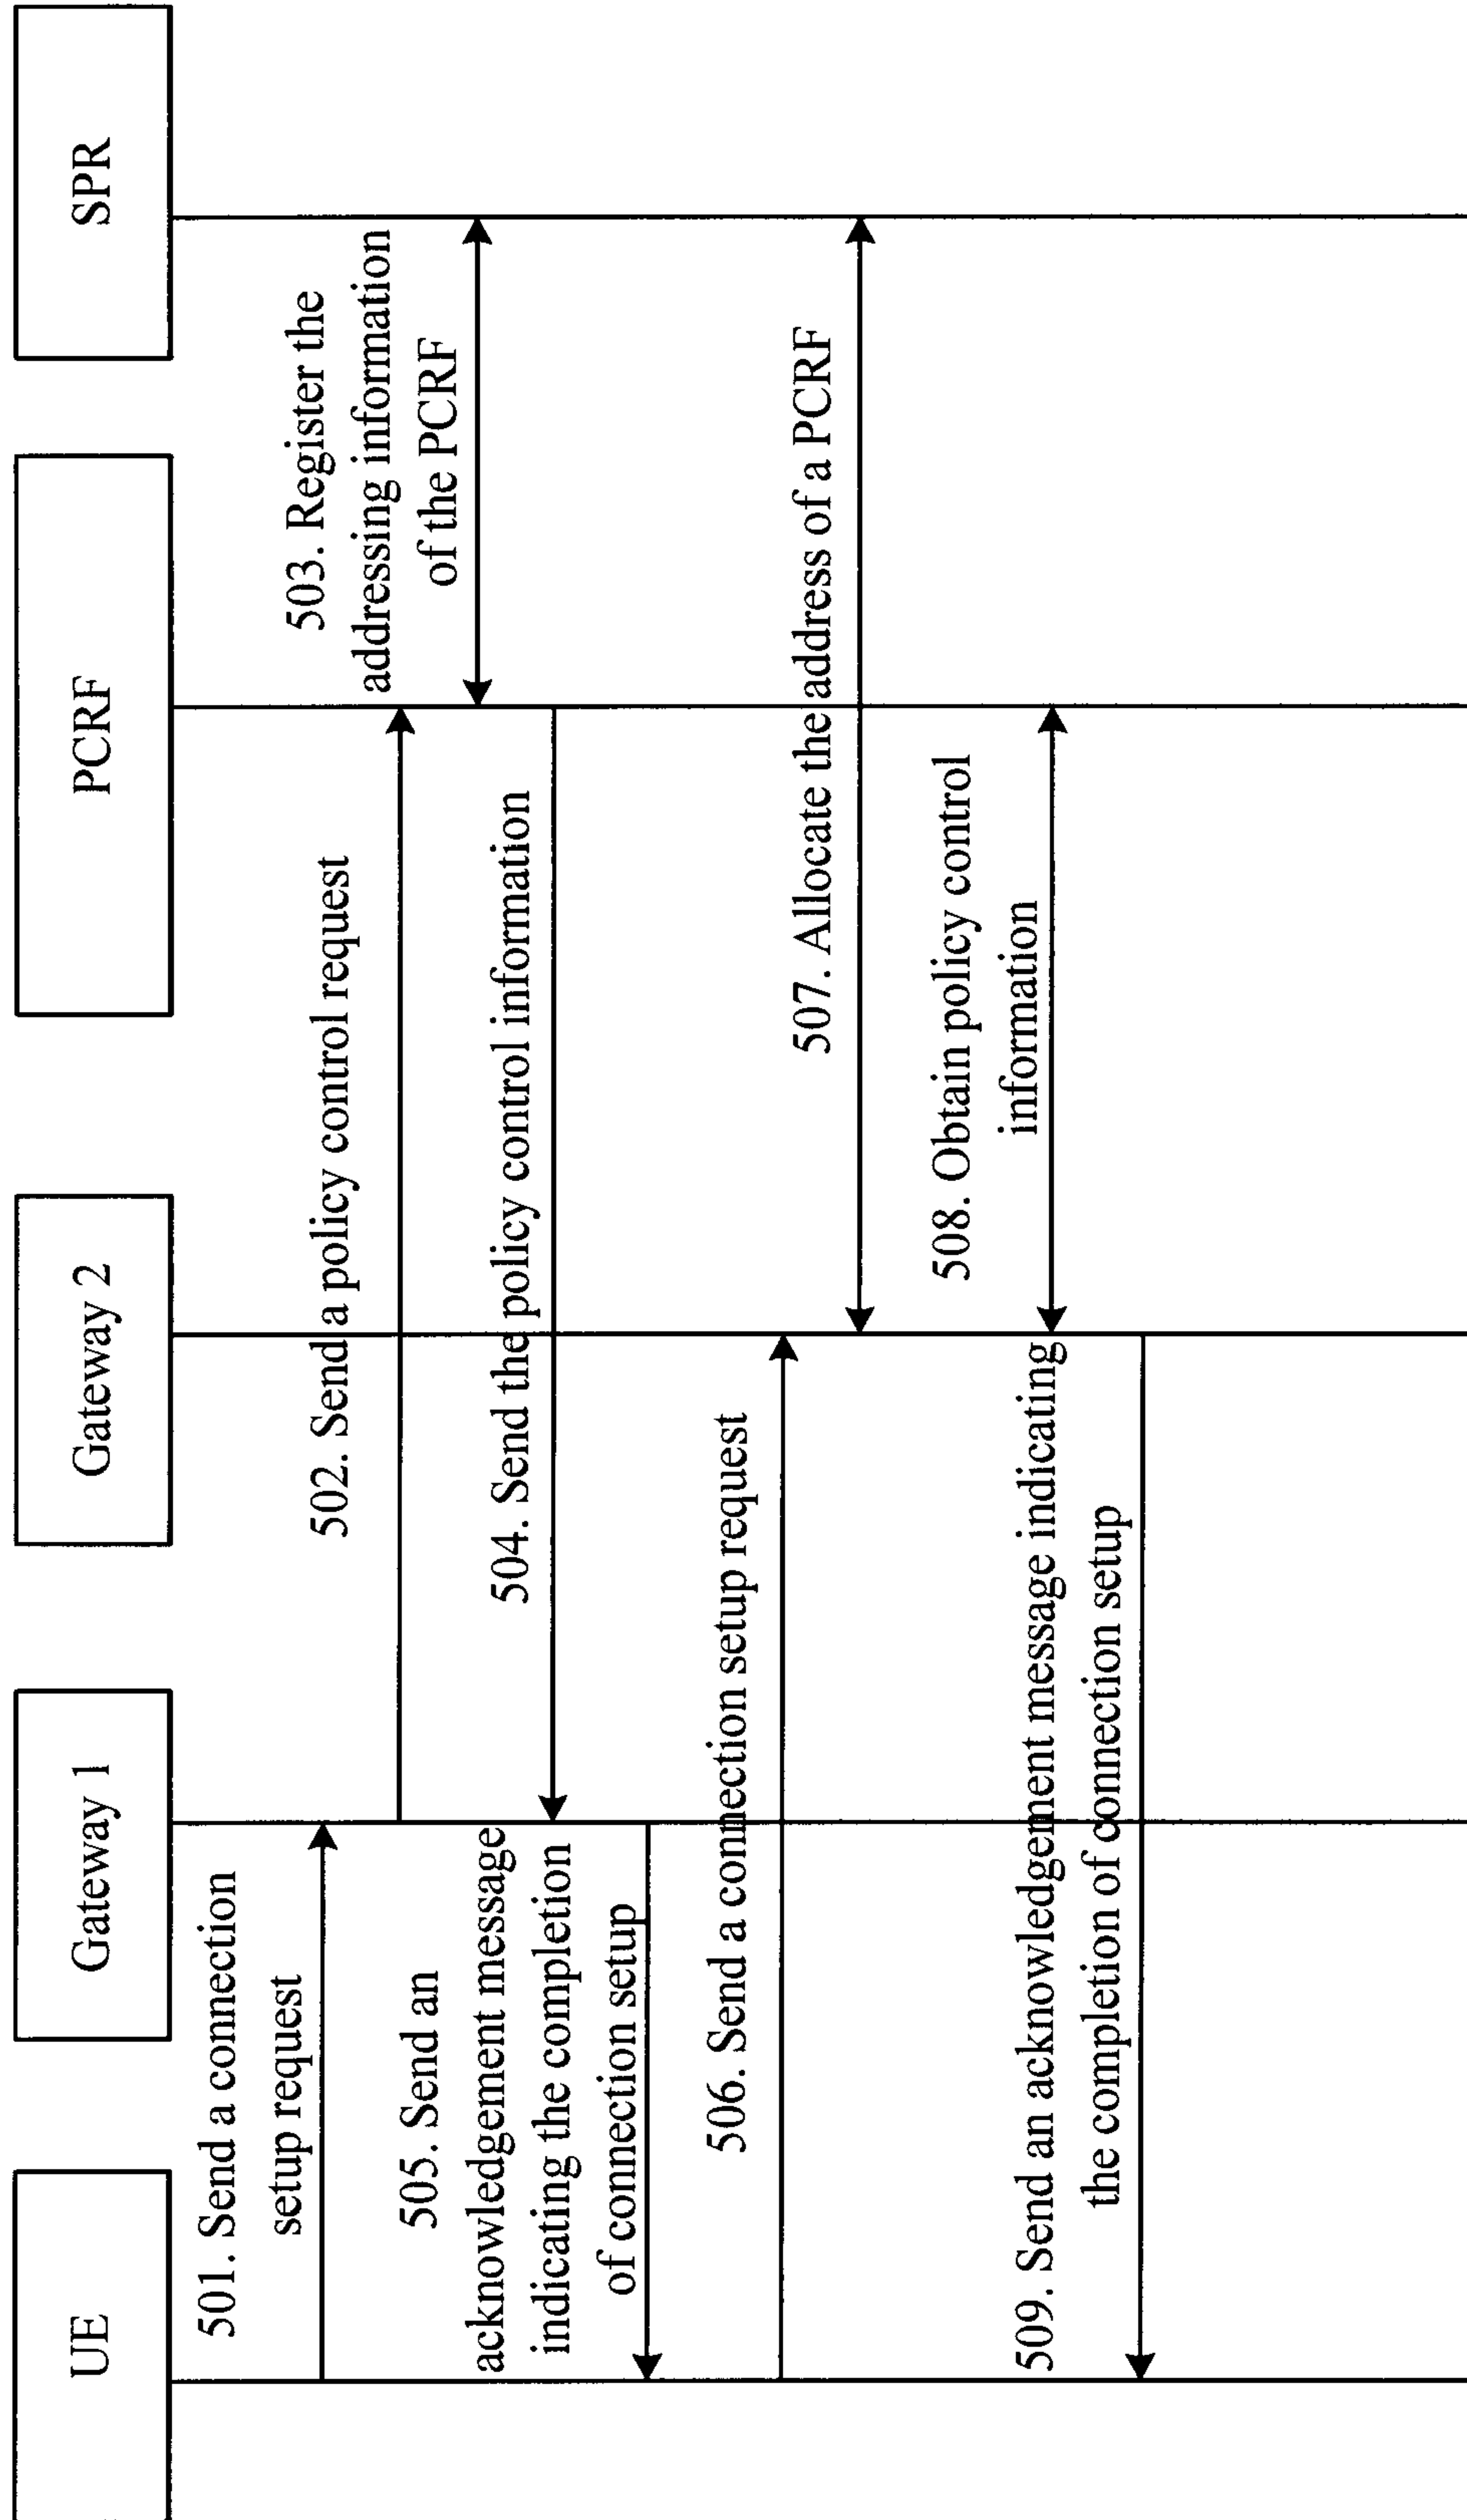 UE
Gateway 1
Gateway 2
PCRF
SPR
501. Send a connection
setup request
502. Send a policy control request
503. Register the
addressing information
of the PCRF
504. Send the policy control information
505. Send an
acknowledgement message
indicating the completion
of connection setup
506. Send a connection setup request
507. Allocate the address of a PCRF
508. Obtain policy control
information
509. Send an acknowledgement message indicating
the completion of connection setup